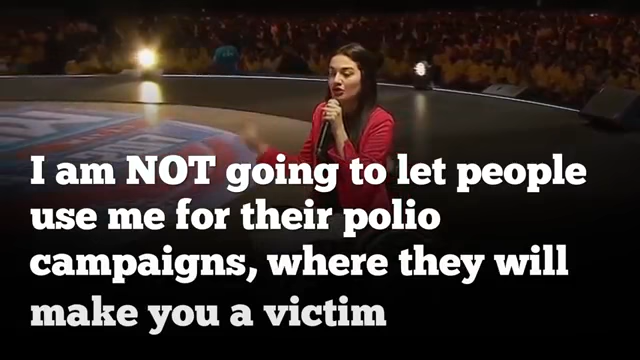 I am NOT going to let people
use me for their polio
campaigns, where they will
make you a victim